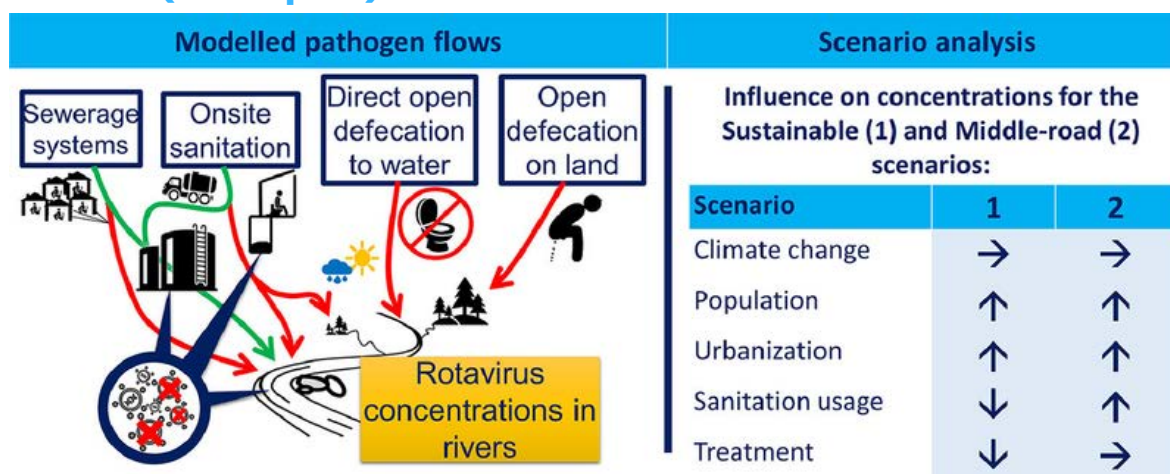 Modelled pathogen flows
Scenario analysis
Sewerage
systems
Onsite
sanitation
Direct open
defecation
to water
Open
defecation
on land
Rotavirus
concentrations in
rivers
Influence on concentrations for the
Sustainable (1) and Middle-road (2)
scenarios:
Scenario 1 2
Climate change → →
Population ↑ ↑
Urbanization ↑ ↑
Sanitation usage ↓ ↑
Treatment ↓ →